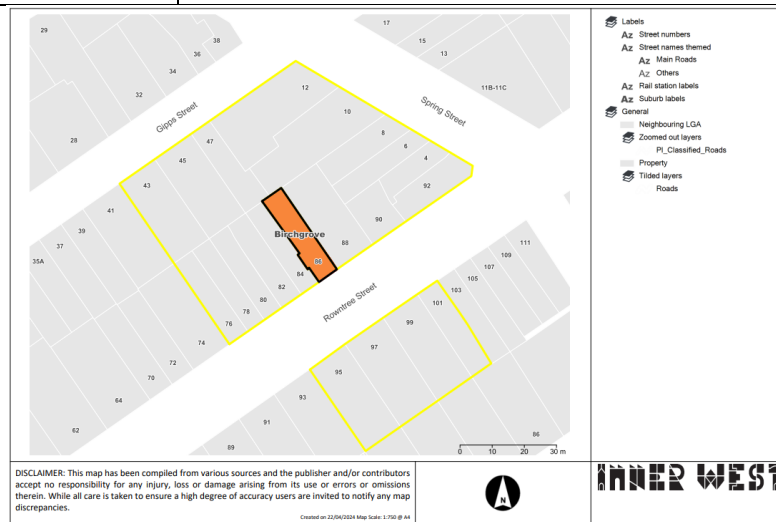 29
38
36
34
32
28
Gipps Street
17
15
13
11B-11C
Spring Street
12
10
8
6
4
92
90
88
47
45
43
41
39
37
35A
Birchgrove
86
84
82
80
78
76
74
72
70
64
62
Rowntree Street
111
109
107
105
103
101
99
97
95
93
91
89
86
0 10 20 30 m
Labels
Az Street numbers
Az Street names themed
Az Main Roads
Az Others
Az Rail station labels
Az Suburb labels
General
Neighbouring LGA
Zoomed out layers
PI_Classified_Roads
Property
Tilded layers
Roads
DISCLAIMER: This map has been compiled from various sources and the publisher and/or contributors
accept no responsibility for any injury, loss or damage arising from its use or errors or omissions
therein. While all care is taken to ensure a high degree of accuracy users are invited to notify any map
discrepancies.
Created on 22/04/2024 Map Scale: 1:750 @ A4
N
INNER WEST